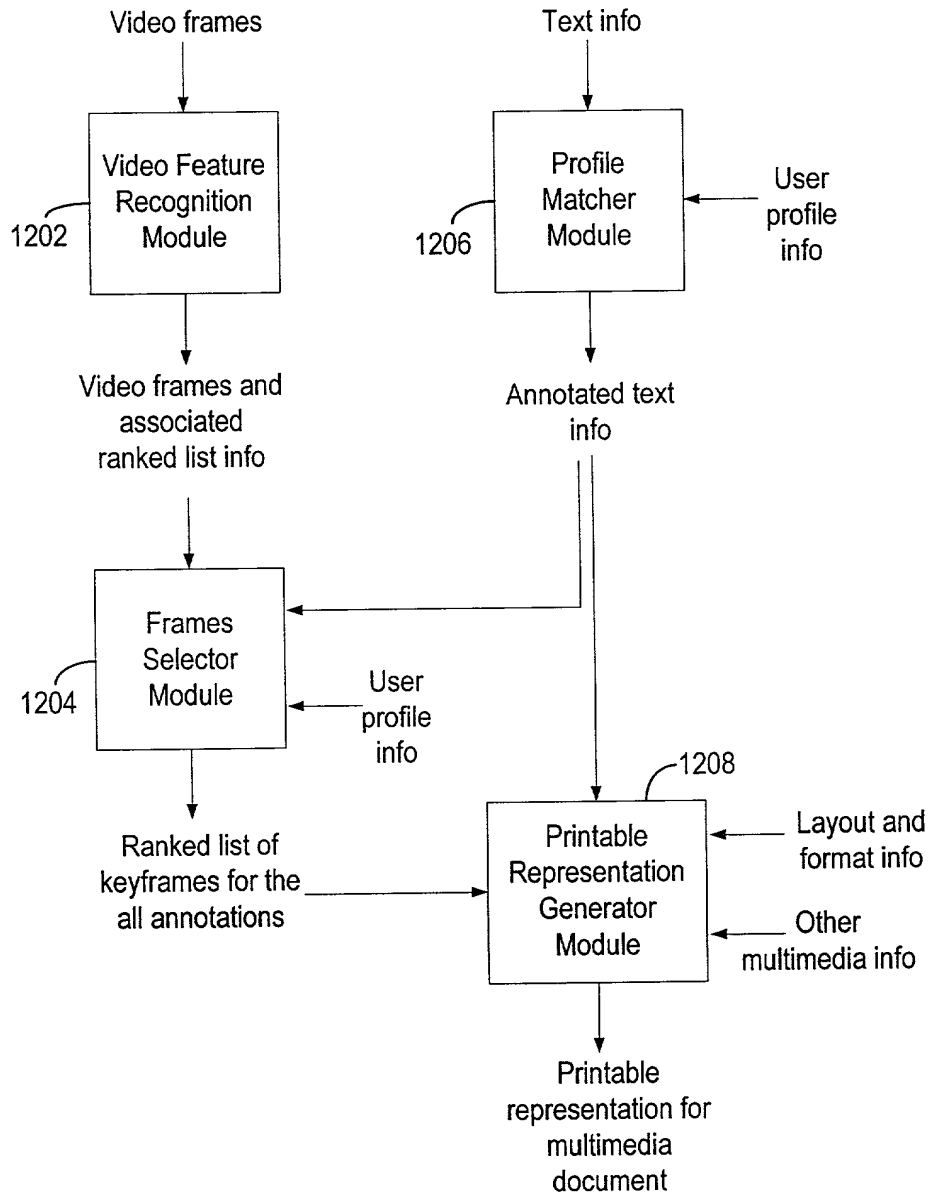 Video frames
Text info
Video Feature
Recognition
Module
1202
Profile
Matcher
Module
1206
User
profile
info
Video frames and
associated
ranked list info
Annotated text
info
Frames
Selector
Module
1204
User
profile
info
1208
Ranked list of
keyframes for the
all annotations
Printable
Representation
Generator
Module
Layout and
format info
Other
multimedia info
Printable
representation for
multimedia
document